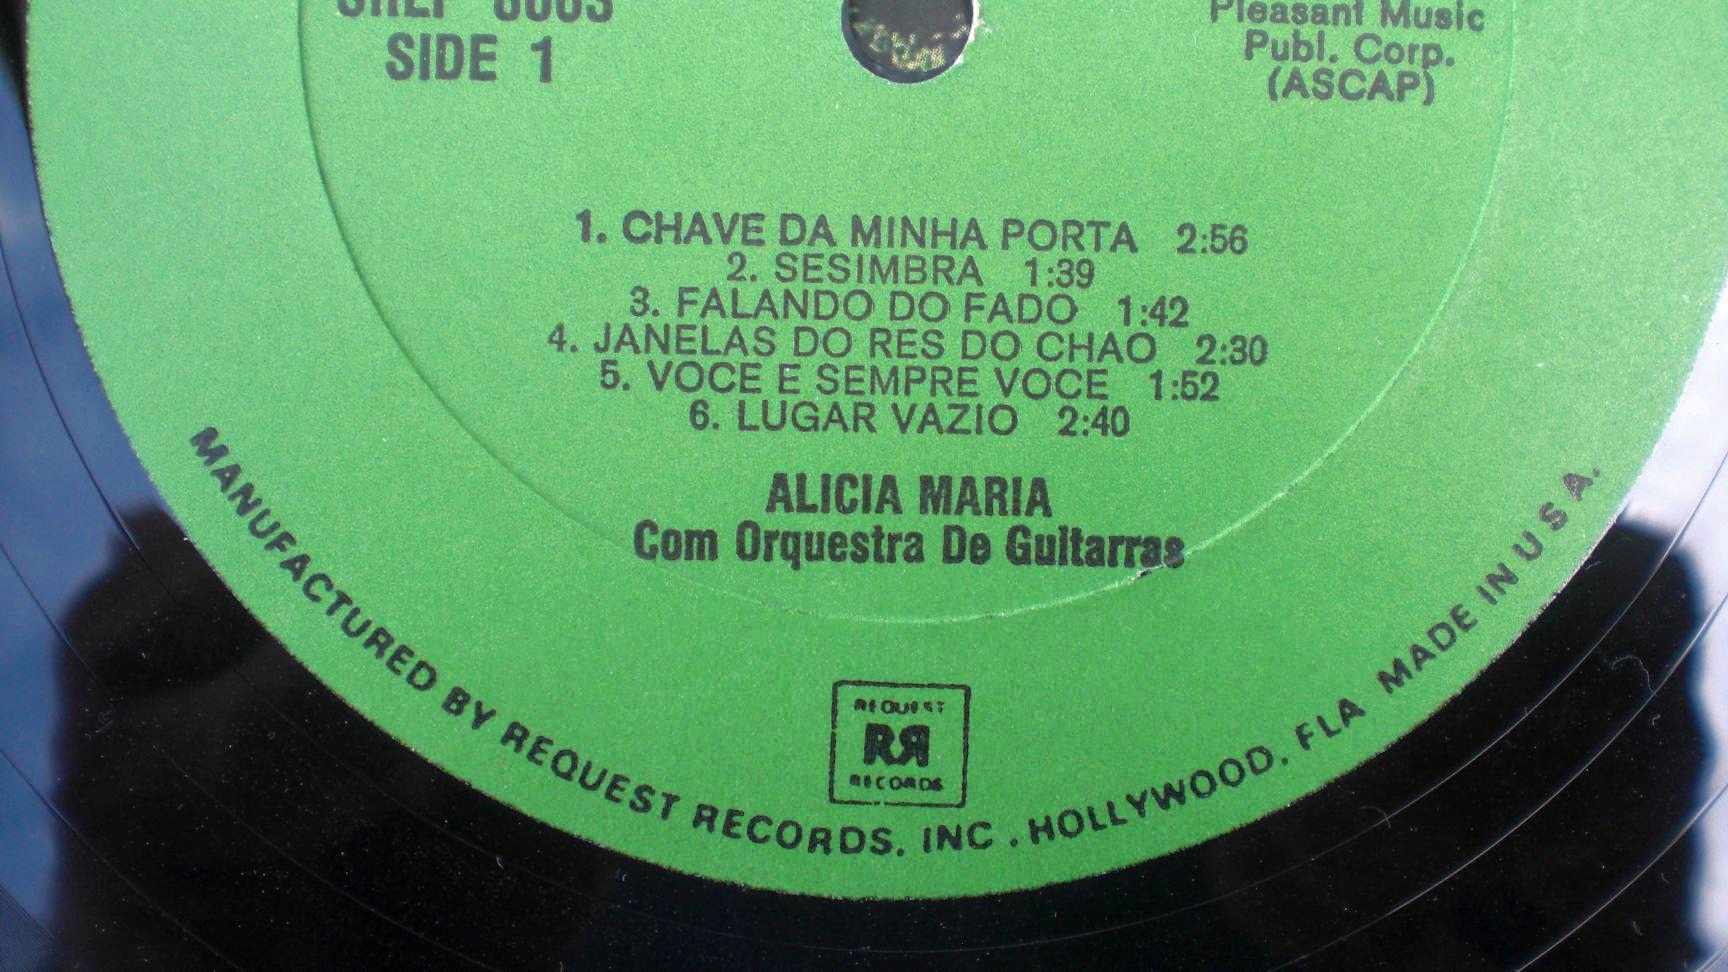 SIDE 1
Pleasant Music
Publ. Corp.
(ASCAP)
1. CHAVE DA MINHA PORTA 2:56
2. SESIMBRA 1:39
3. FALANDO DO FADO 1:42
4. JANELAS DO RES DO CHAO 2:30
5. VOCE E SEMPRE VOCE 1:52
6. LUGAR VAZIO 2:40
ALICIA MARIA
Com Orquestra De Guitarras
REQUEST
RR
RECORDS
MANUFACTURED BY REQUEST RECORDS, INC. HOLLYWOOD, FLA MADE IN U S A.